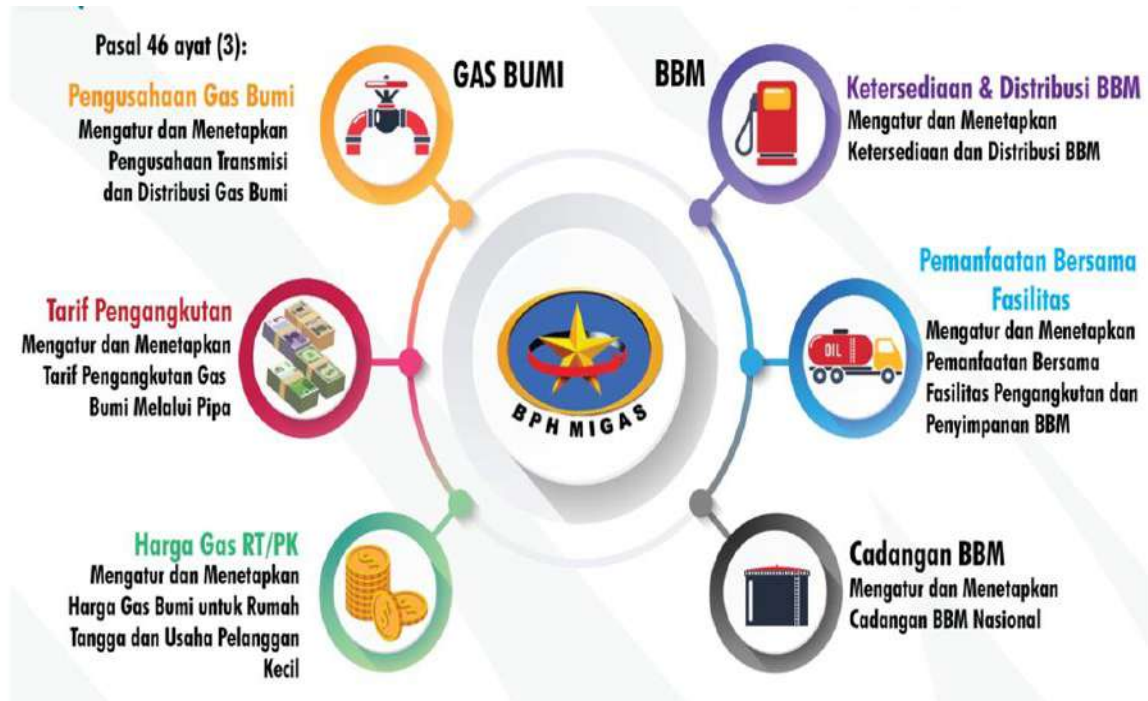 Pasal 46 ayat (3):
GAS BUMI
Pengusahaan Gas Bumi
Mengatur dan Menetapkan
Pengusahaan Transmisi
dan Distribusi Gas Bumi
Tarif Pengangkutan
Mengatur dan Menetapkan
Tarif Pengangkutan Gas
Bumi Melalui Pipa
Harga Gas RT/PK
Mengatur dan Menetapkan
Harga Gas Bumi untuk Rumah
Tangga dan Usaha Pelanggan
Kecil
BPH MIGAS
BBM
Ketersediaan & Distribusi BBM
Mengatur dan Menetapkan
Ketersediaan dan Distribusi BBM
Pemanfaatan Bersama
Fasilitas
Mengatur dan Menetapkan
Pemanfaatan Bersama
Fasilitas Pengangkutan dan
Penyimpanan BBM
OIL
Cadangan BBM
Mengatur dan Menetapkan
Cadangan BBM Nasional